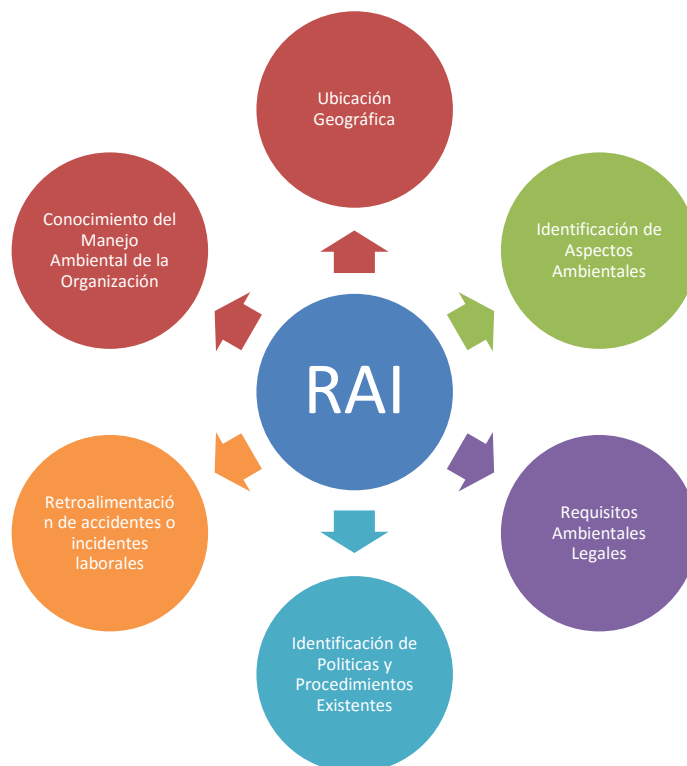 Ubicación
Geográfica
Identificación de
Aspectos
Ambientales
Requisitos
Ambientales
Legales
Identificación de
Politicas y
Procedimientos
Existentes
Retroalimentació
n de accidentes o
incidentes
laborales
Conocimiento del
Manejo
Ambiental de la
Organización
RAI